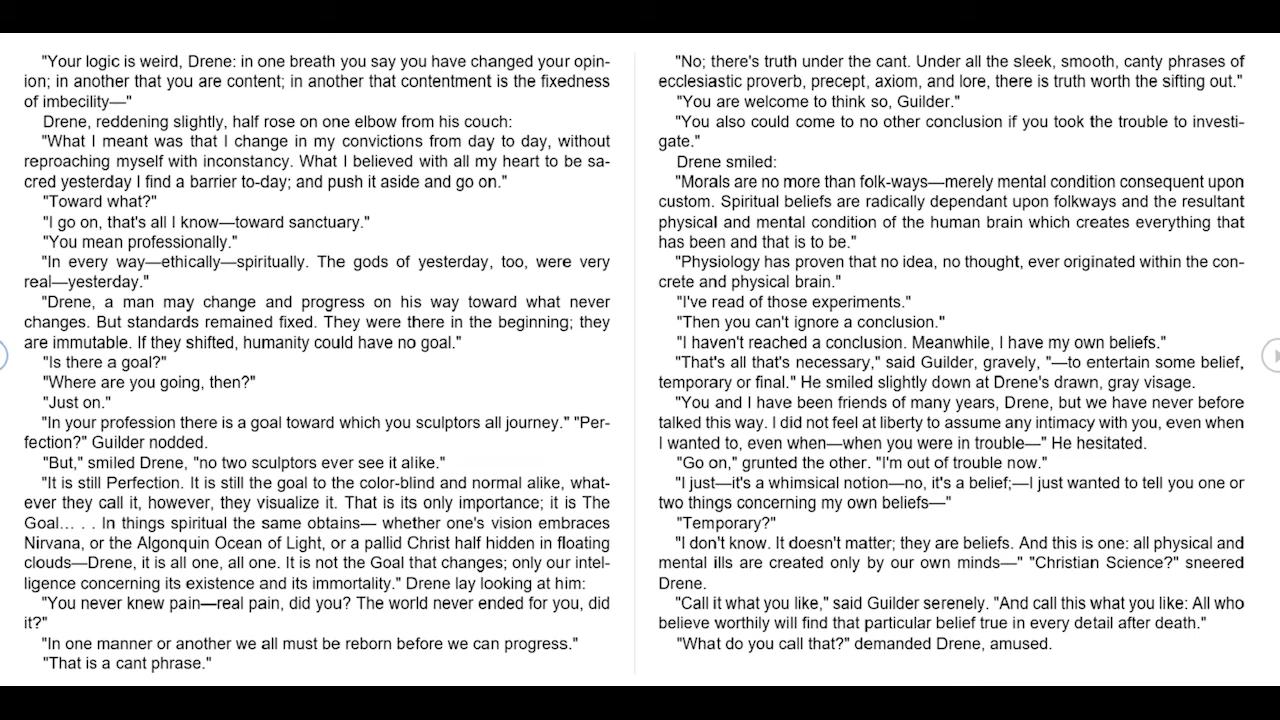 "Your logic is weird, Drene: in one breath you say you have changed your opin-
ion; in another that you are content; in another that contentment is the fixedness
of imbecility—"
Drene, reddening slightly, half rose on one elbow from his couch:
"What I meant was that I change in my convictions from day to day, without
reproaching myself with inconstancy. What I believed with all my heart to be sa-
cred yesterday I find a barrier to-day; and push it aside and go on."
"Toward what?"
"I go on, that's all I know—toward sanctuary."
"You mean professionally."
"In every way—ethically—spiritually. The gods of yesterday, too, were very
real—yesterday."
"Drene, a man may change and progress on his way toward what never
changes. But standards remained fixed. They were there in the beginning; they
are immutable. If they shifted, humanity could have no goal."
"Is there a goal?"
"Where are you going, then?"
"Just on."
"In your profession there is a goal toward which you sculptors all journey." "Per-
fection?" Guilder nodded.
"But," smiled Drene, "no two sculptors ever see it alike."
"It is still Perfection. It is still the goal to the color-blind and normal alike, what-
ever they call it, however, they visualize it. That is its only importance; it is The
Goal... . . In things spiritual the same obtains— whether one's vision embraces
Nirvana, or the Algonquin Ocean of Light, or a pallid Christ half hidden in floating
clouds—Drene, it is all one, all one. It is not the Goal that changes; only our intel-
ligence concerning its existence and its immortality." Drene lay looking at him:
"You never knew pain—real pain, did you? The world never ended for you, did
it?"
"In one manner or another we all must be reborn before we can progress."
"That is a cant phrase."
"No; there's truth under the cant. Under all the sleek, smooth, canty phrases of
ecclesiastic proverb, precept, axiom, and lore, there is truth worth the sifting out."
"You are welcome to think so, Guilder."
"You also could come to no other conclusion if you took the trouble to investi-
gate."
Drene smiled:
"Morals are no more than folk-ways—merely mental condition consequent upon
custom. Spiritual beliefs are radically dependant upon folkways and the resultant
physical and mental condition of the human brain which creates everything that
has been and that is to be."
"Physiology has proven that no idea, no thought, ever originated within the con-
crete and physical brain."
"I've read of those experiments."
"Then you can't ignore a conclusion."
"I haven't reached a conclusion. Meanwhile, I have my own beliefs."
"That's all that's necessary," said Guilder, gravely, "—to entertain some belief,
temporary or final." He smiled slightly down at Drene's drawn, gray visage.
"You and I have been friends of many years, Drene, but we have never before
talked this way. I did not feel at liberty to assume any intimacy with you, even when
I wanted to, even when—when you were in trouble—" He hesitated.
"Go on," grunted the other. "I'm out of trouble now."
"I just—it's a whimsical notion—no, it's a belief;—I just wanted to tell you one or
two things concerning my own beliefs—"
"Temporary?"
"I don't know. It doesn't matter; they are beliefs. And this is one: all physical and
mental ills are created only by our own minds—" "Christian Science?" sneered
Drene.
"Call it what you like," said Guilder serenely. "And call this what you like: All who
believe worthily will find that particular belief true in every detail after death."
"What do you call that?" demanded Drene, amused.